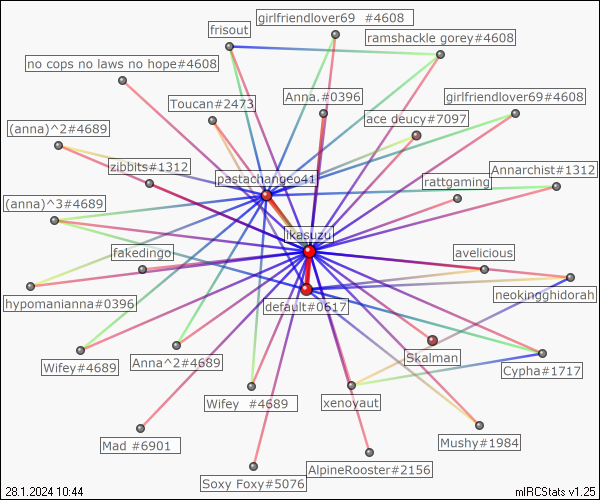 girlfriendlover69  #4608
frisout
ramshackle gorey#4608
no cops no laws no hope#4608
Toucan#2473
Anna.#0396
girlfriendlover69#4608
ace deucy#7097
(anna)^2#4689
zibbits#1312
Annarchist#1312
pastachangeo41
rattgaming
(anna)^3#4689
ikasuzu
fakedingo
avelicious
hypomanianna#0396
default#0617
neokingghidorah
Wifey#4689
Anna^2#4689
Skalman
Cypha#1717
Wifey  #4689
xenoyaut
Mad #6901
Mushy#1984
Soxy Foxy#5076
AlpineRooster#2156
28.1.2024 10:44
mIRCStats v1.25